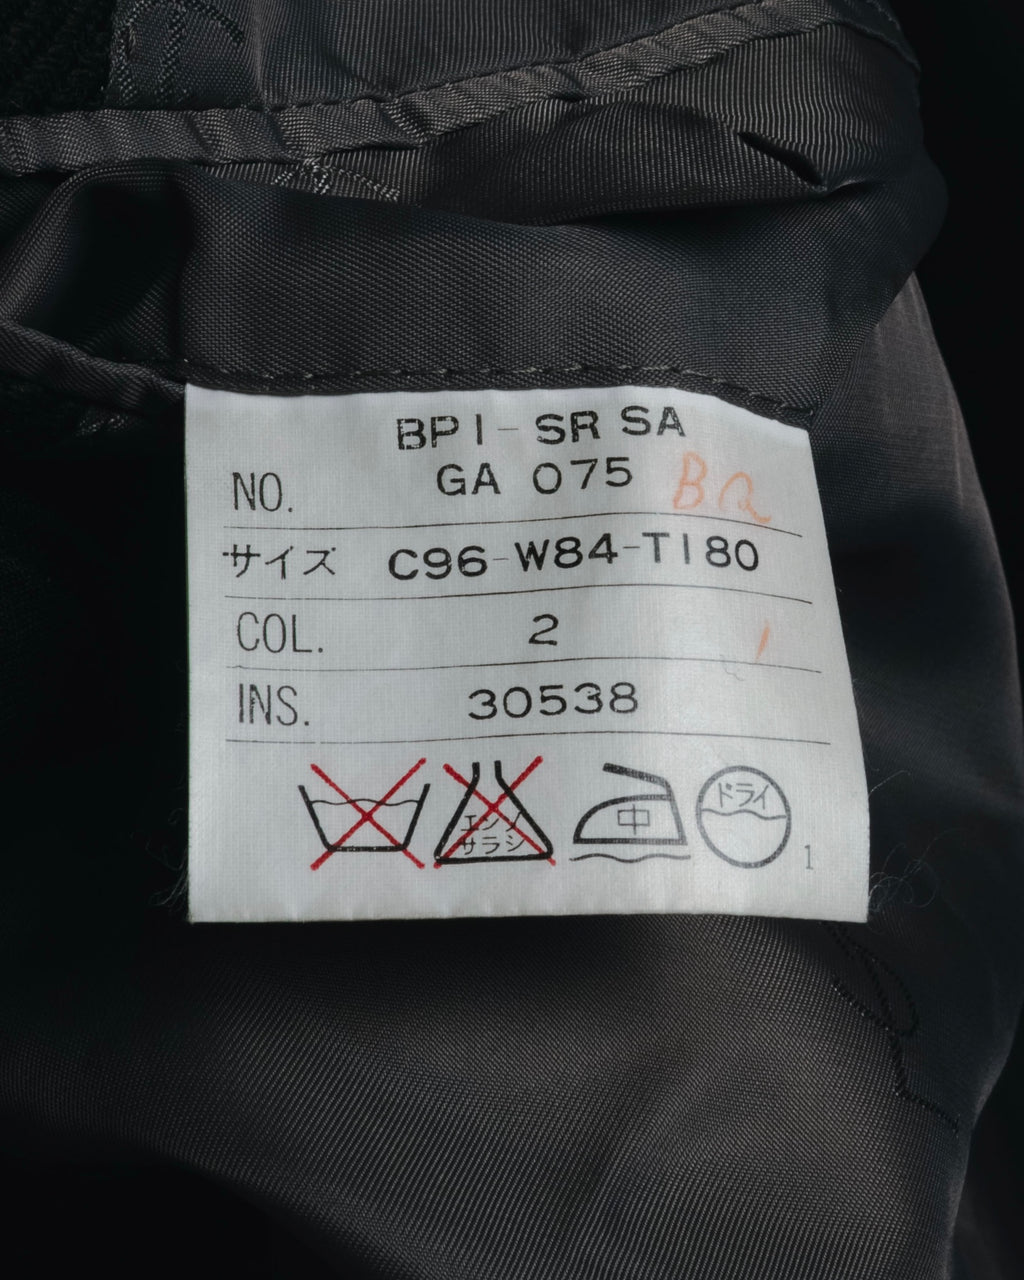 BPI-SR SA
NO. GA 075
サイズ C96-W84-T180
COL. 2
INS. 30538
エンソ
サラシ
中
ドライ
1